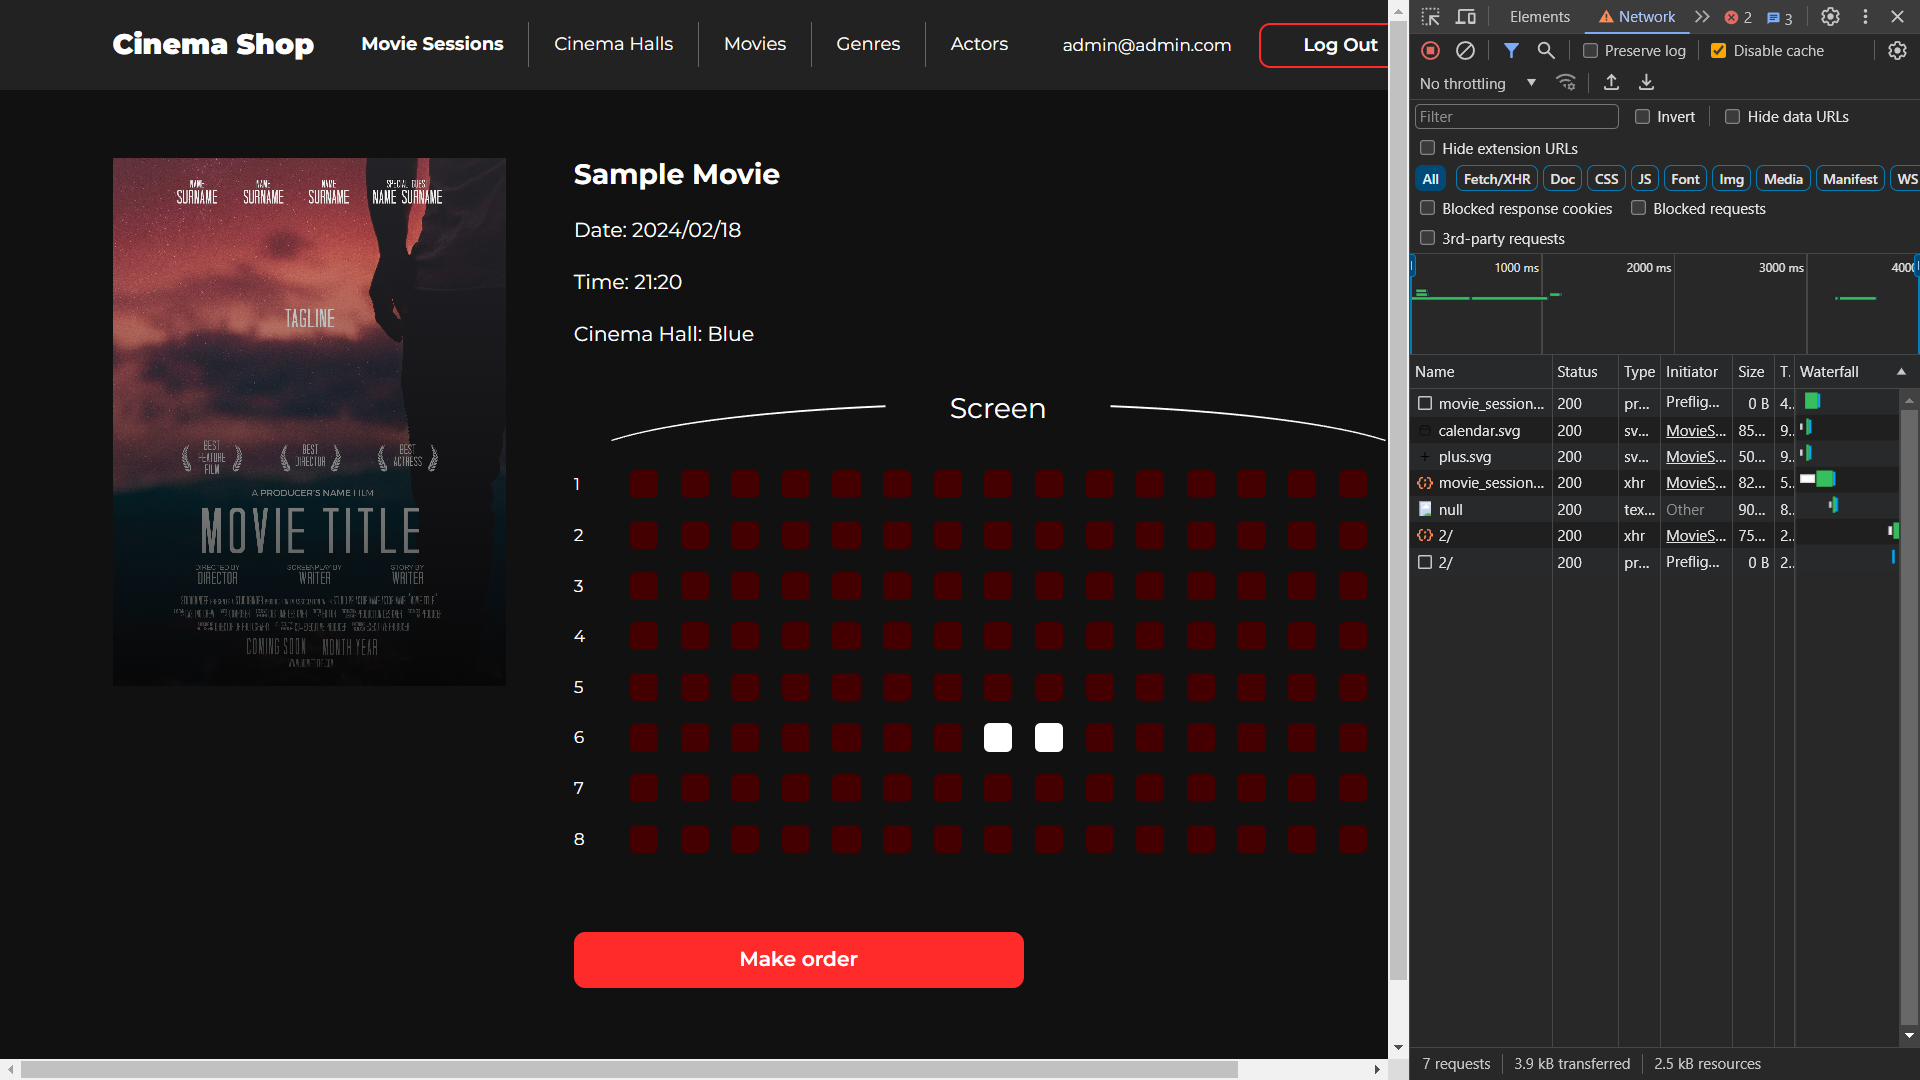 Cinema Shop
Movie Sessions
Cinema Halls
Movies
Genres
Actors
admin@admin.com
Log Out
NAME SURNAME
NAME SURNAME
NAME SURNAME
NAME SURNAME
TAGLINE
BEST FEATURE FILM
BEST DIRECTOR
BEST ACTRESS
A PRODUCER'S NAME FILM
MOVIE TITLE
DIRECTED BY DIRECTOR
SCREENPLAY BY WRITER
STORY BY WRITER
COMING SOON MONTH YEAR
Sample Movie
Date: 2024/02/18
Time: 21:20
Cinema Hall: Blue
Screen
1
2
3
4
5
6
7
8
Make order
Elements
Network
2
3
Preserve log
Disable cache
No throttling
Filter
Invert
Hide data URLs
Hide extension URLs
All Fetch/XHR Doc CSS JS Font Img Media Manifest WS
Blocked response cookies
Blocked requests
3rd-party requests
1000 ms
2000 ms
3000 ms
4000
Name Status Type Initiator Size T. Waterfall
movie_session... 200 pr... Preflig... 0 B 4..
calendar.svg 200 sv... MovieS... 85... 9..
plus.svg 200 sv... MovieS... 50... 9..
movie_session... 200 xhr MovieS... 82... 5..
null 200 tex... Other 90... 8..
2/ 200 xhr MovieS... 75... 2..
2/ 200 pr... Preflig... 0 B 2..
7 requests
3.9 kB transferred
2.5 kB resources